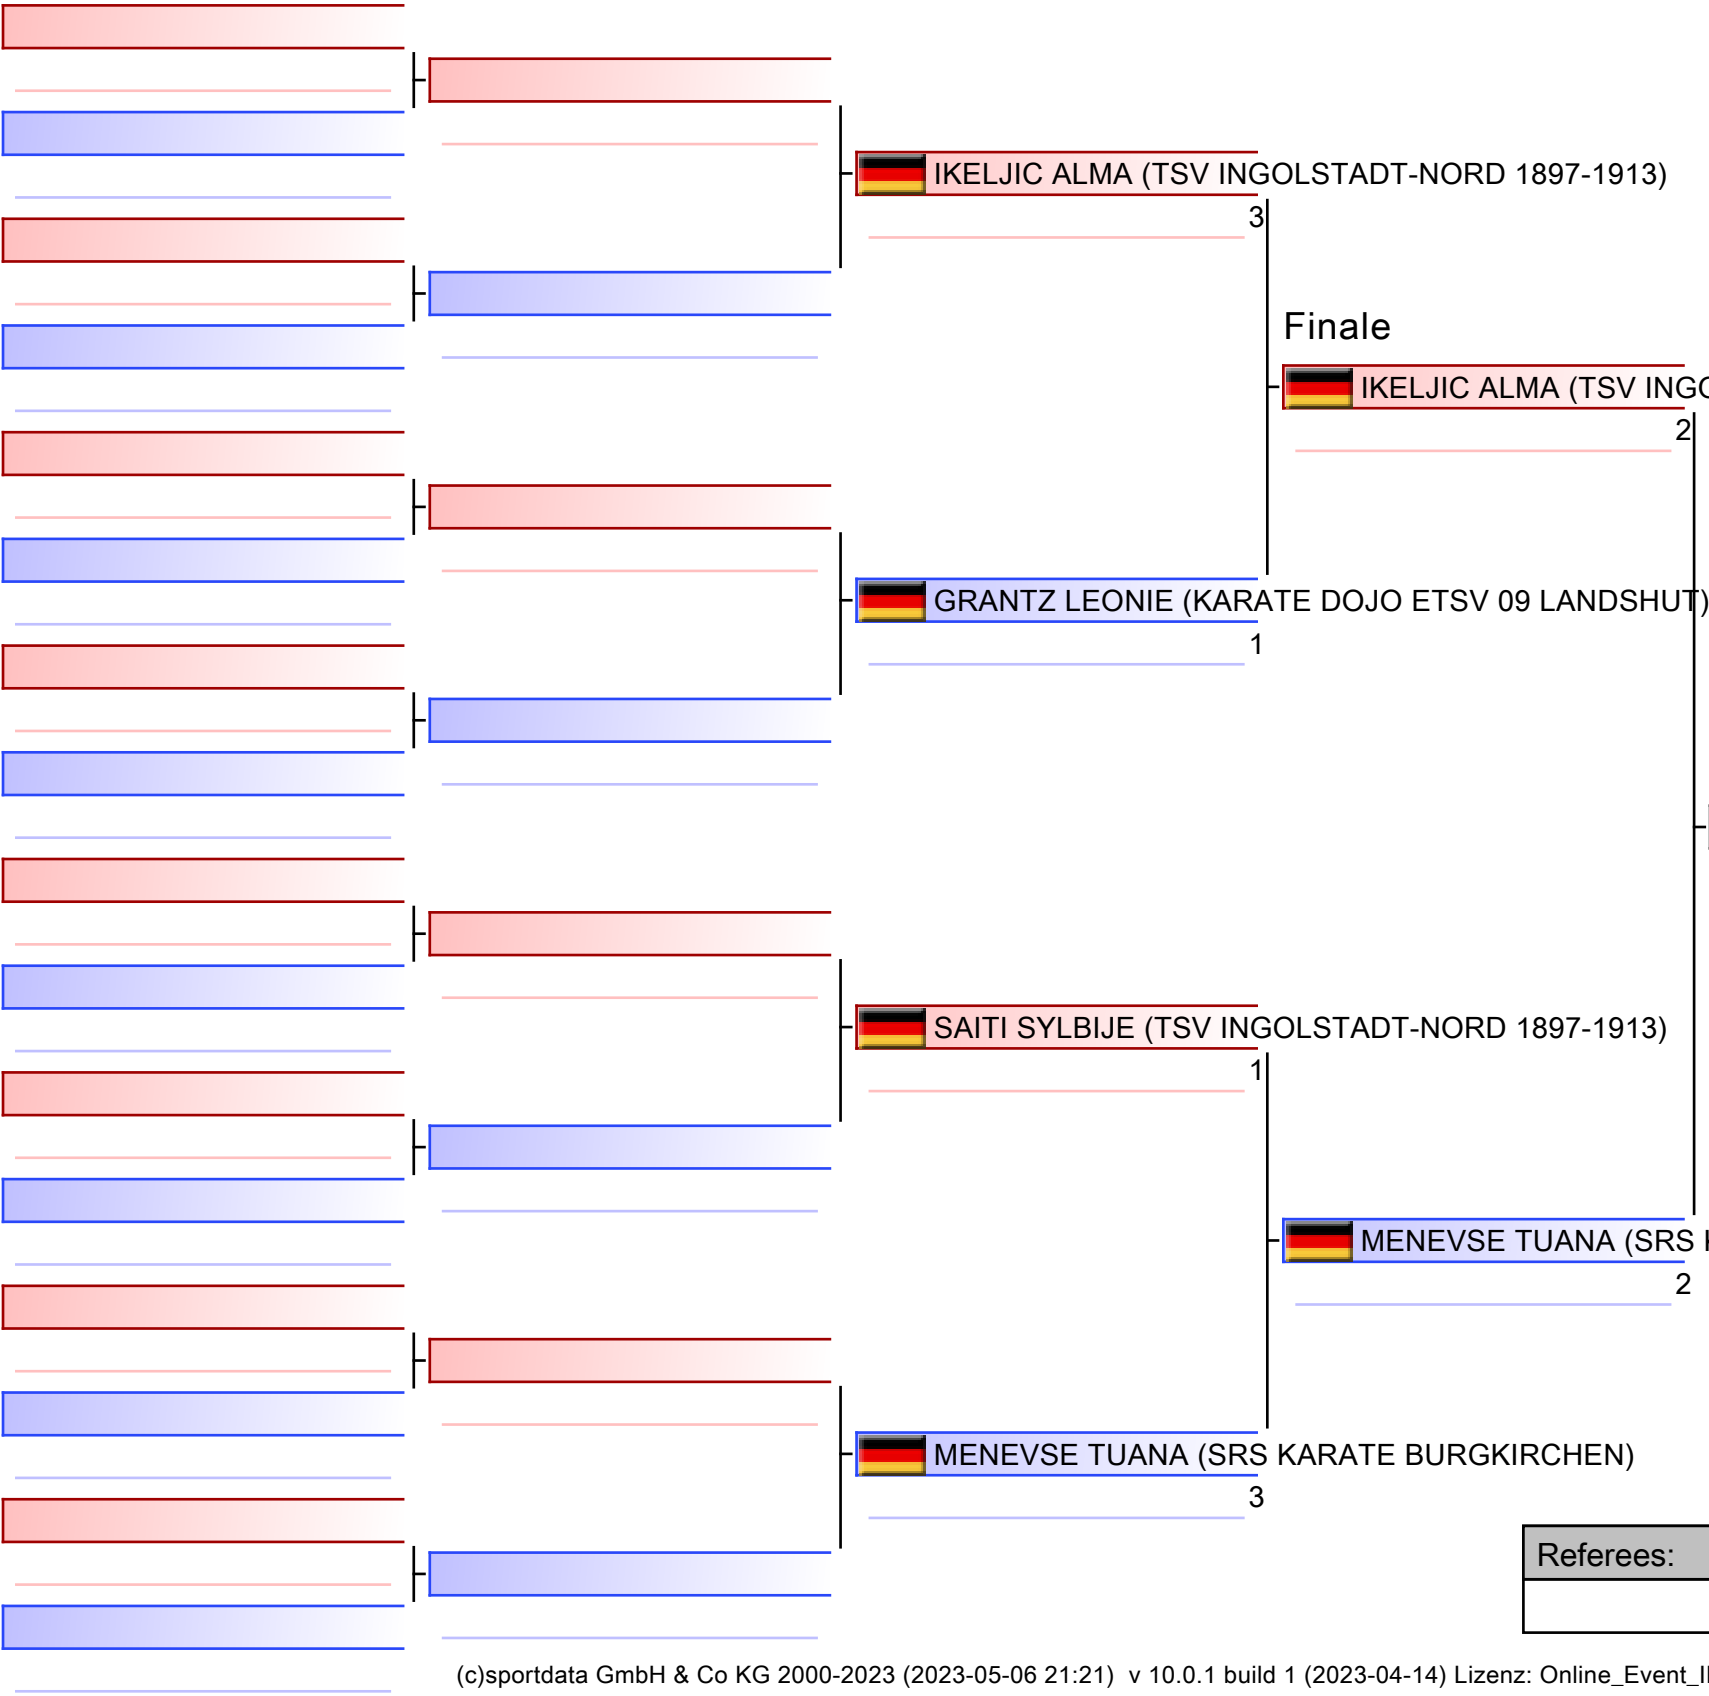 IKELJIC ALMA (TSV INGOLSTADT-NORD 1897-1913)
3
Finale
IKELJIC ALMA (TSV
2
GRANTZ LEONIE (KARATE DOJO ETSV 09 LANDSHUT)
1
SAITI SYLBIJE (TSV INGOLSTADT-NORD 1897-1913)
1
MENEVSE TUANA (SRS
2
MENEVSE TUANA (SRS KARATE BURGKIRCHEN)
3
Referees:
(c)sportdata GmbH & Co KG 2000-2023 (2023-05-06 21:21) v 10.0.1 build 1 (2023-04-14) Lizenz: